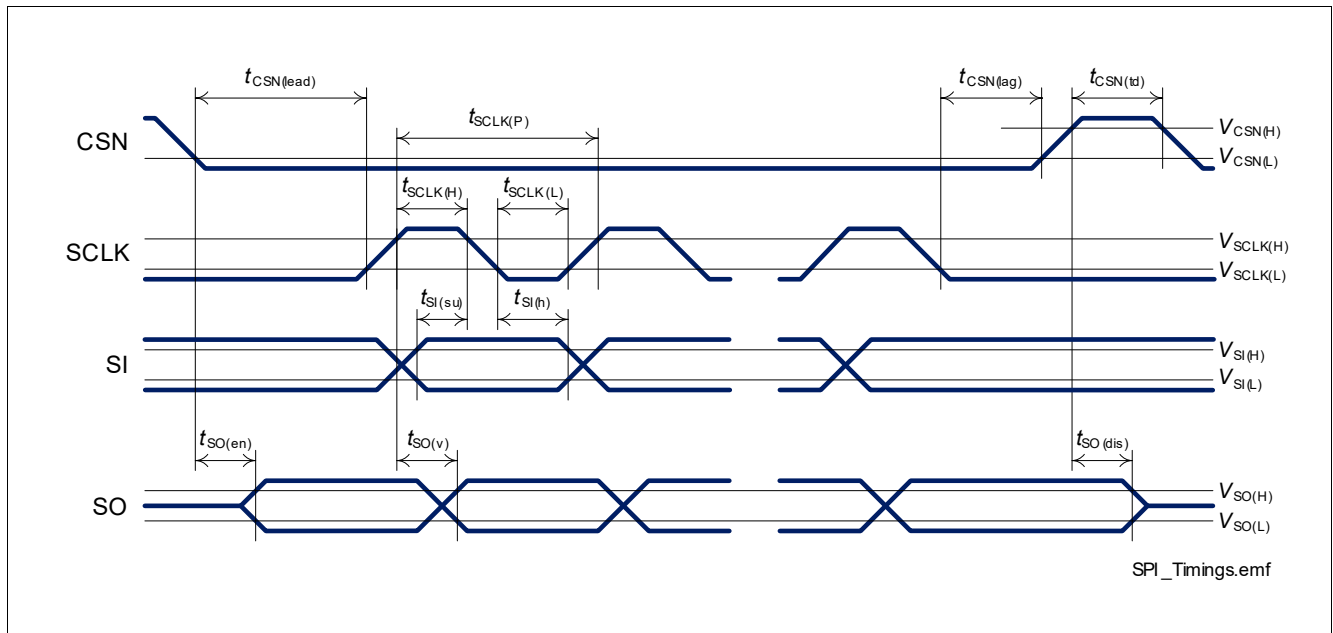 tCSN(lead)
tCSN(lag)
tCSN(td)
tSCLK(P)
CSN
VCSN(H)
VCSN(L)
tSCLK(H)
tSCLK(L)
SCLK
VSCLK(H)
VSCLK(L)
tSI(su)
tSI(h)
SI
VSI(H)
VSI(L)
tSO(en)
tSO(v)
tSO(dis)
SO
VSO(H)
VSO(L)
SPI_Timings.emf